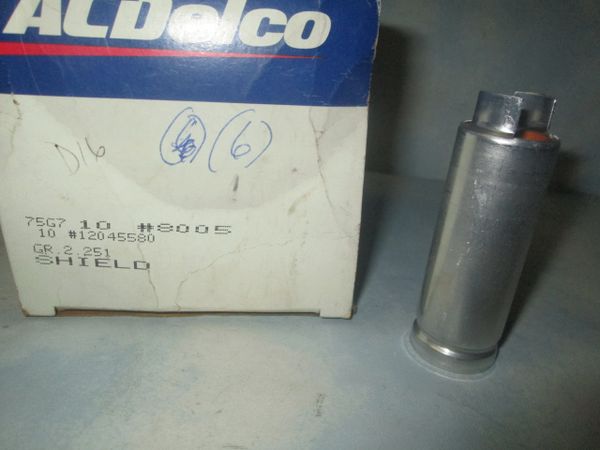 ACDelco
D16
(6)
75G7 10 #8005
10 #12045580
GR.2.251
SHIELD